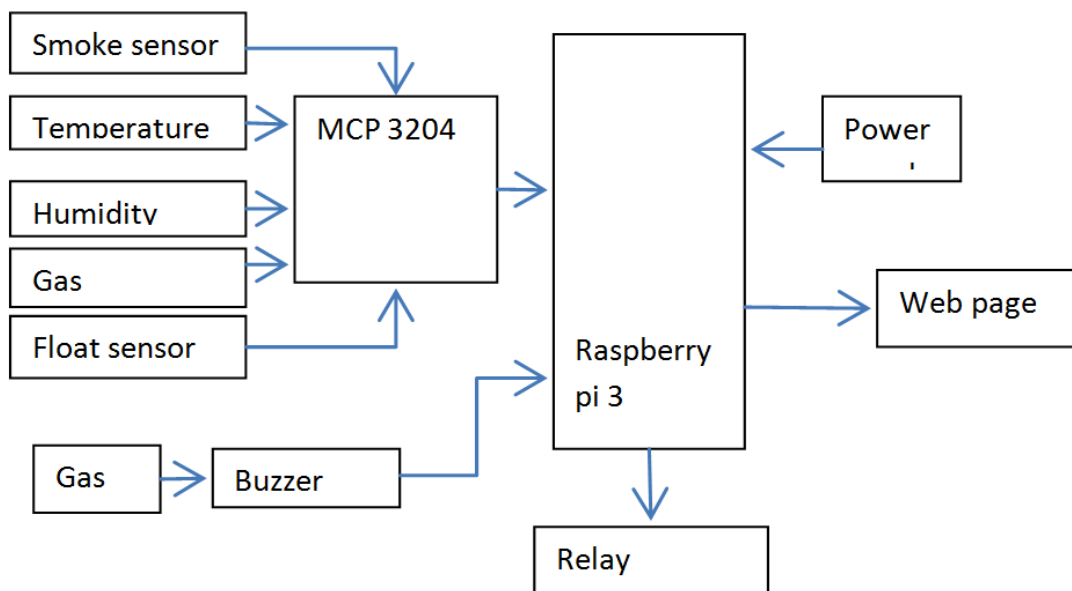 Smoke sensor
Temperature
Humidity
Gas
Float sensor
MCP 3204
Raspberry
pi 3
Power
Web page
Gas
Buzzer
Relay